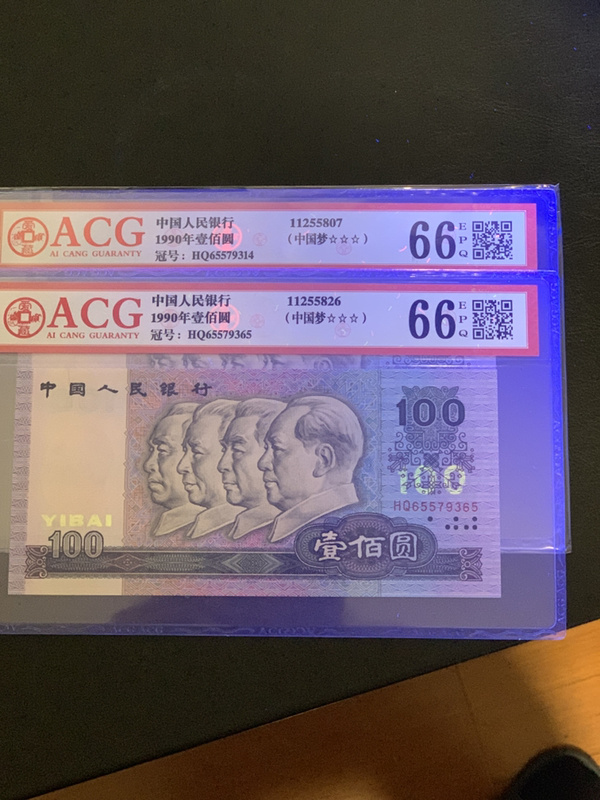 ACG
AI CANG GUARANTY
中国人民银行
1990年壹佰圆
冠号：HQ65579314
11255807
（中国梦☆☆☆）
66
EPQ
ACG
AI CANG GUARANTY
中国人民银行
1990年壹佰圆
冠号：HQ65579365
11255826
（中国梦☆☆☆）
66
EPQ
中国人民银行
100
100
HQ65579365
YIBAI
100
壹佰圆